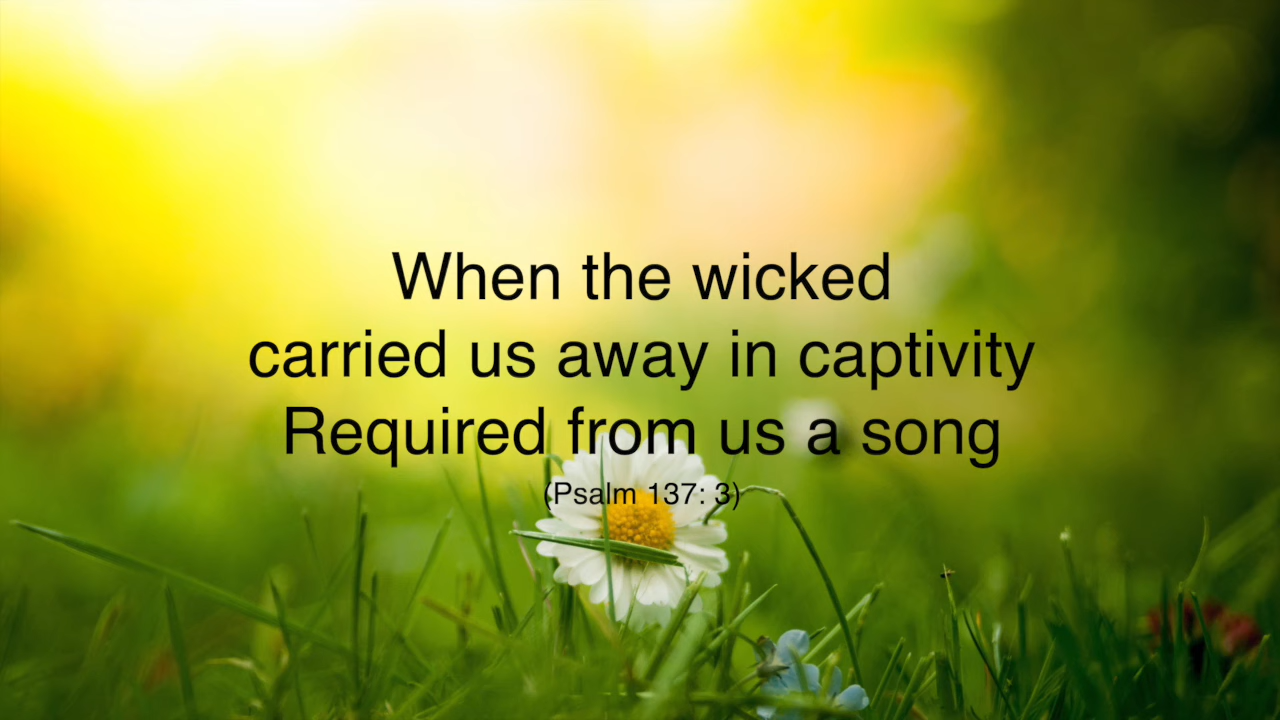 When the wicked
carried us away in captivity
Required from us a song
(Psalm 137: 3)